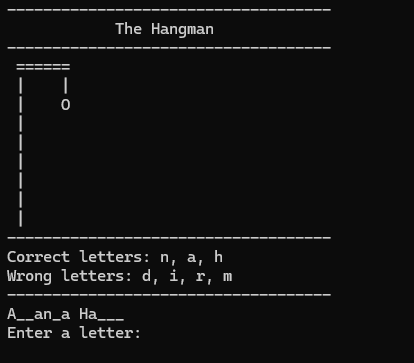 -----------------------------------
The Hangman
-----------------------------------
======
|    |
|    O
|
|
|
|
|
|
-----------------------------------
Correct letters: n, a, h
Wrong letters: d, i, r, m
-----------------------------------
A__an_a Ha___
Enter a letter: